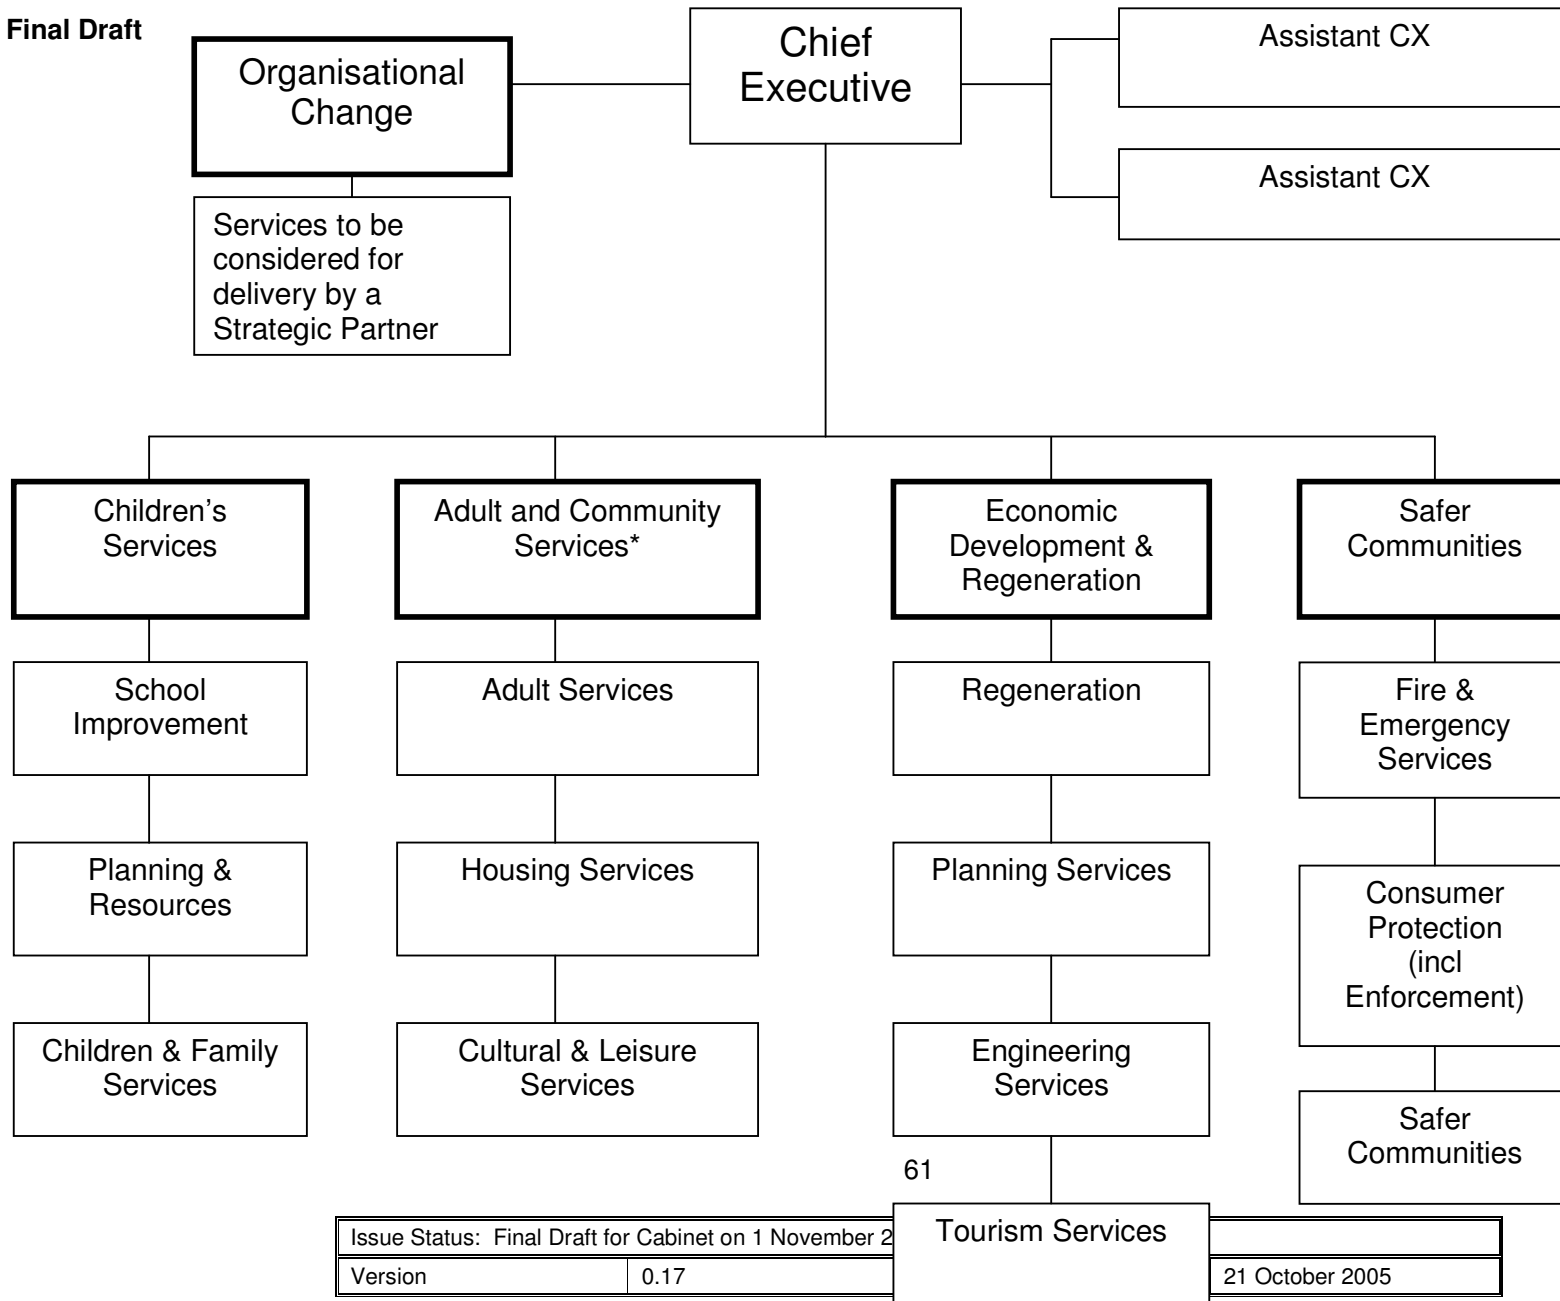 Final Draft
Chief
Executive
Assistant CX
Organisational
Change
Assistant CX
Services to be
considered for
delivery by a
Strategic Partner
Children's
Services
Adult and Community
Services*
Economic
Development &
Regeneration
Safer
Communities
School
Improvement
Adult Services
Regeneration
Fire &
Emergency
Services
Planning &
Resources
Housing Services
Planning Services
Consumer
Protection
(incl
Enforcement)
Children & Family
Services
Cultural & Leisure
Services
Engineering
Services
Safer
Communities
61
Tourism Services
Issue Status: Final Draft for Cabinet on 1 November 2
Version 0.17 21 October 2005